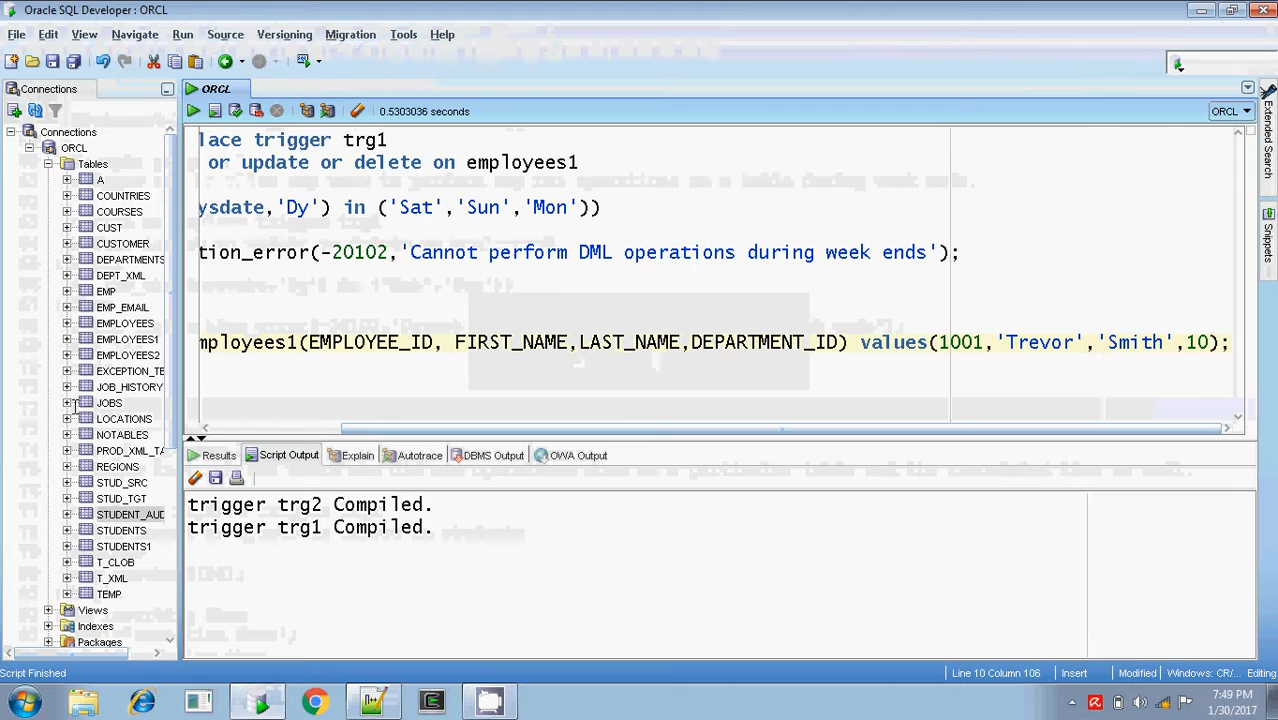 Oracle SQL Developer : ORCL
File Edit View Navigate Run Source Versioning Migration Tools Help
Connections
ORCL
0.5303036 seconds
ORCL
Connections
ORCL
Tables
A
COUNTRIES
COURSES
CUST
CUSTOMER
DEPARTMENTS
DEPT_XML
EMP
EMP_EMAIL
EMPLOYEES
EMPLOYEES1
EMPLOYEES2
EXCEPTION_TE
JOB_HISTORY
JOBS
LOCATIONS
NOTABLES
PROD_XML_TA
REGIONS
STUD_SRC
STUD_TGT
STUDENT_AUD
STUDENTS
STUDENTS1
T_CLOB
T_XML
TEMP
Views
Indexes
Packages
lace trigger trg1
or update or delete on employees1
ysdate,'Dy') in ('Sat','Sun','Mon'))
tion_error(-20102,'Cannot perform DML operations during week ends');
mployees1(EMPLOYEE_ID, FIRST_NAME,LAST_NAME,DEPARTMENT_ID) values(1001,'Trevor','Smith',10);
Results Script Output Explain Autotrace DBMS Output OWA Output
trigger trg2 Compiled.
trigger trg1 Compiled.
Extended Search
Snippets
Script Finished
Line 10 Column 106 Insert Modified Windows: CR/... Editing
7:49 PM
1/30/2017